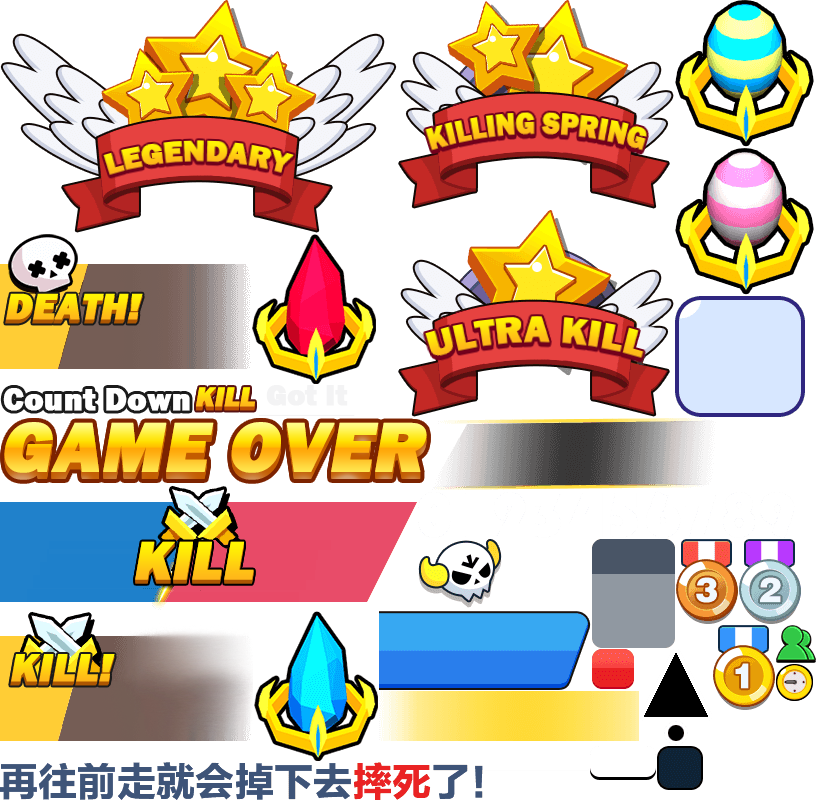 LEGENDARY
KILLING SPRING
DEATH!
ULTRA KILL
Count Down KILL
Got It
GAME OVER
KILL
3
2
1
KILL!
再往前走就会掉下去摔死了!